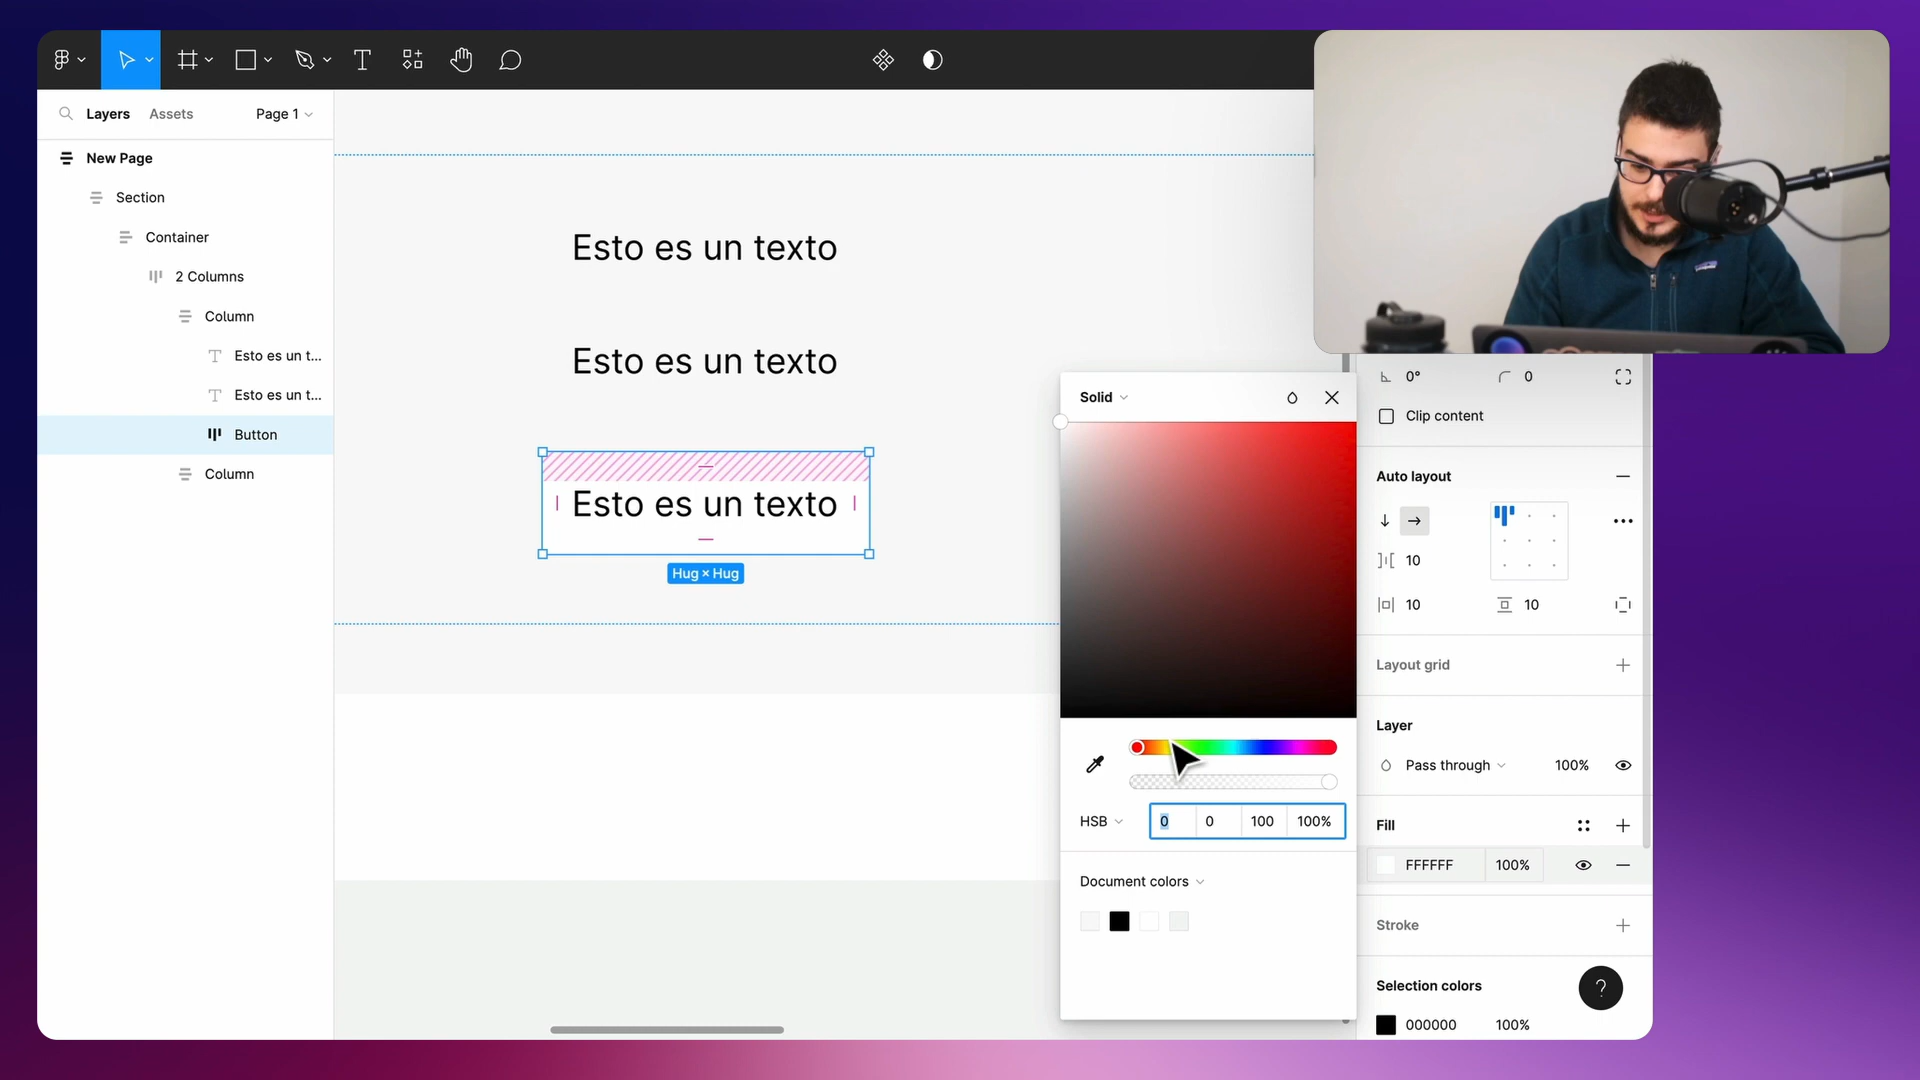 Layers Assets Page 1
New Page
Section
Container
2 Columns
Column
Esto es un t...
Esto es un t...
Button
Column
Esto es un texto
Esto es un texto
Esto es un texto
Hug × Hug
Solid
HSB 0 0 100 100%
Document colors
0° 0
Clip content
Auto layout
10
10 10
Layout grid
Layer
Pass through 100%
Fill
FFFFFF 100%
Stroke
Selection colors
?
000000 100%